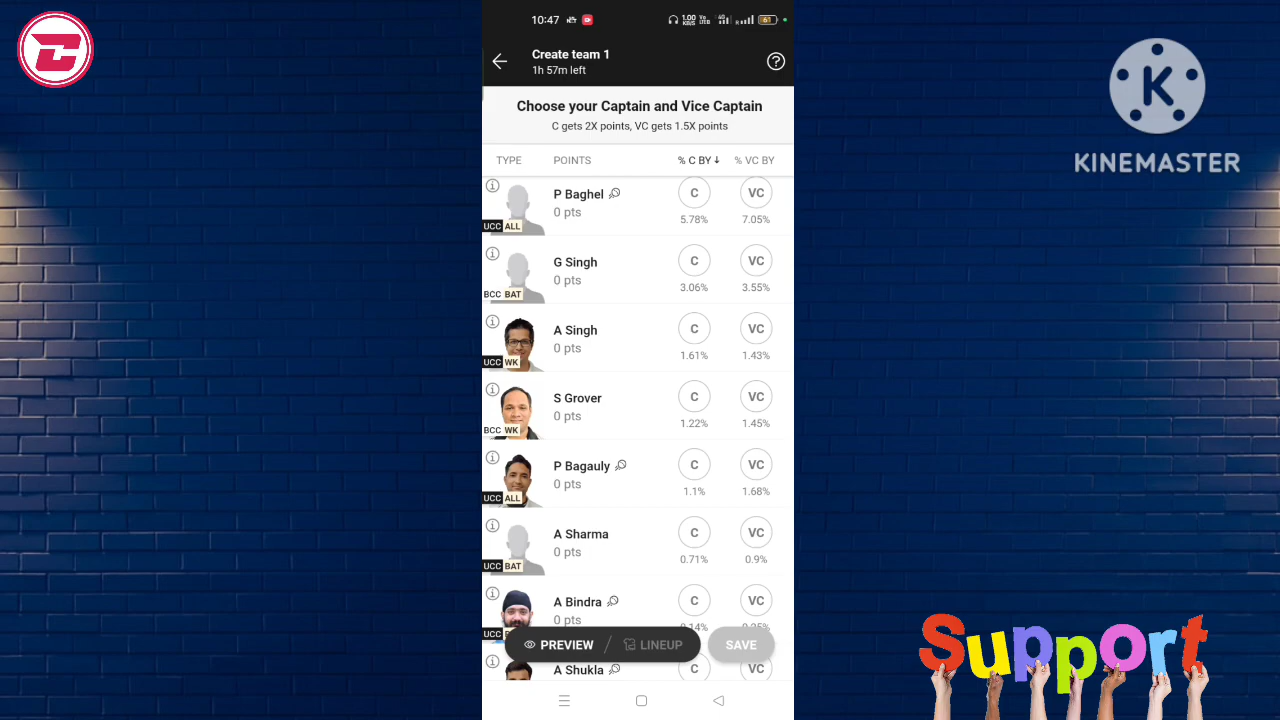 10:47
1.00 KB/S
4G
61
Create team 1
1h 57m left
Choose your Captain and Vice Captain
C gets 2X points, VC gets 1.5X points
TYPE POINTS % C BY % VC BY
P Baghel C VC
0 pts
UCC ALL 5.78% 7.05%
G Singh C VC
0 pts
BCC BAT 3.06% 3.55%
A Singh C VC
0 pts
UCC WK 1.61% 1.43%
S Grover C VC
0 pts
BCC WK 1.22% 1.45%
P Bagauly C VC
0 pts
UCC ALL 1.1% 1.68%
A Sharma C VC
0 pts
UCC BAT 0.71% 0.9%
A Bindra C VC
0 pts
UCC
PREVIEW LINEUP SAVE
A Shukla C VC
K
KINEMASTER
Support